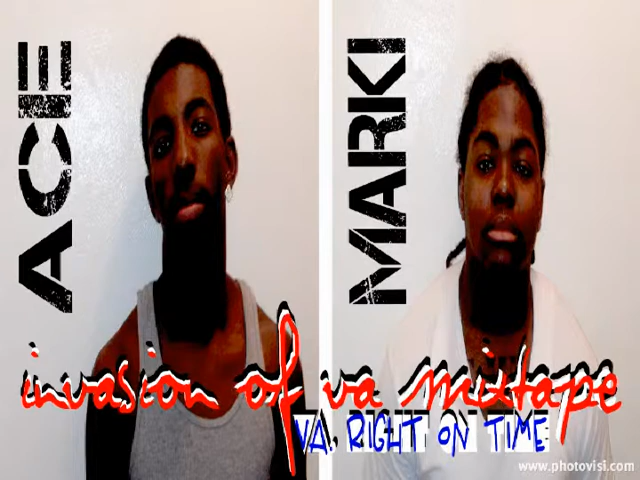 ACE
MARKI
invasion of va mixtape
VA. RIGHT ON TIME
www.photovisi.com